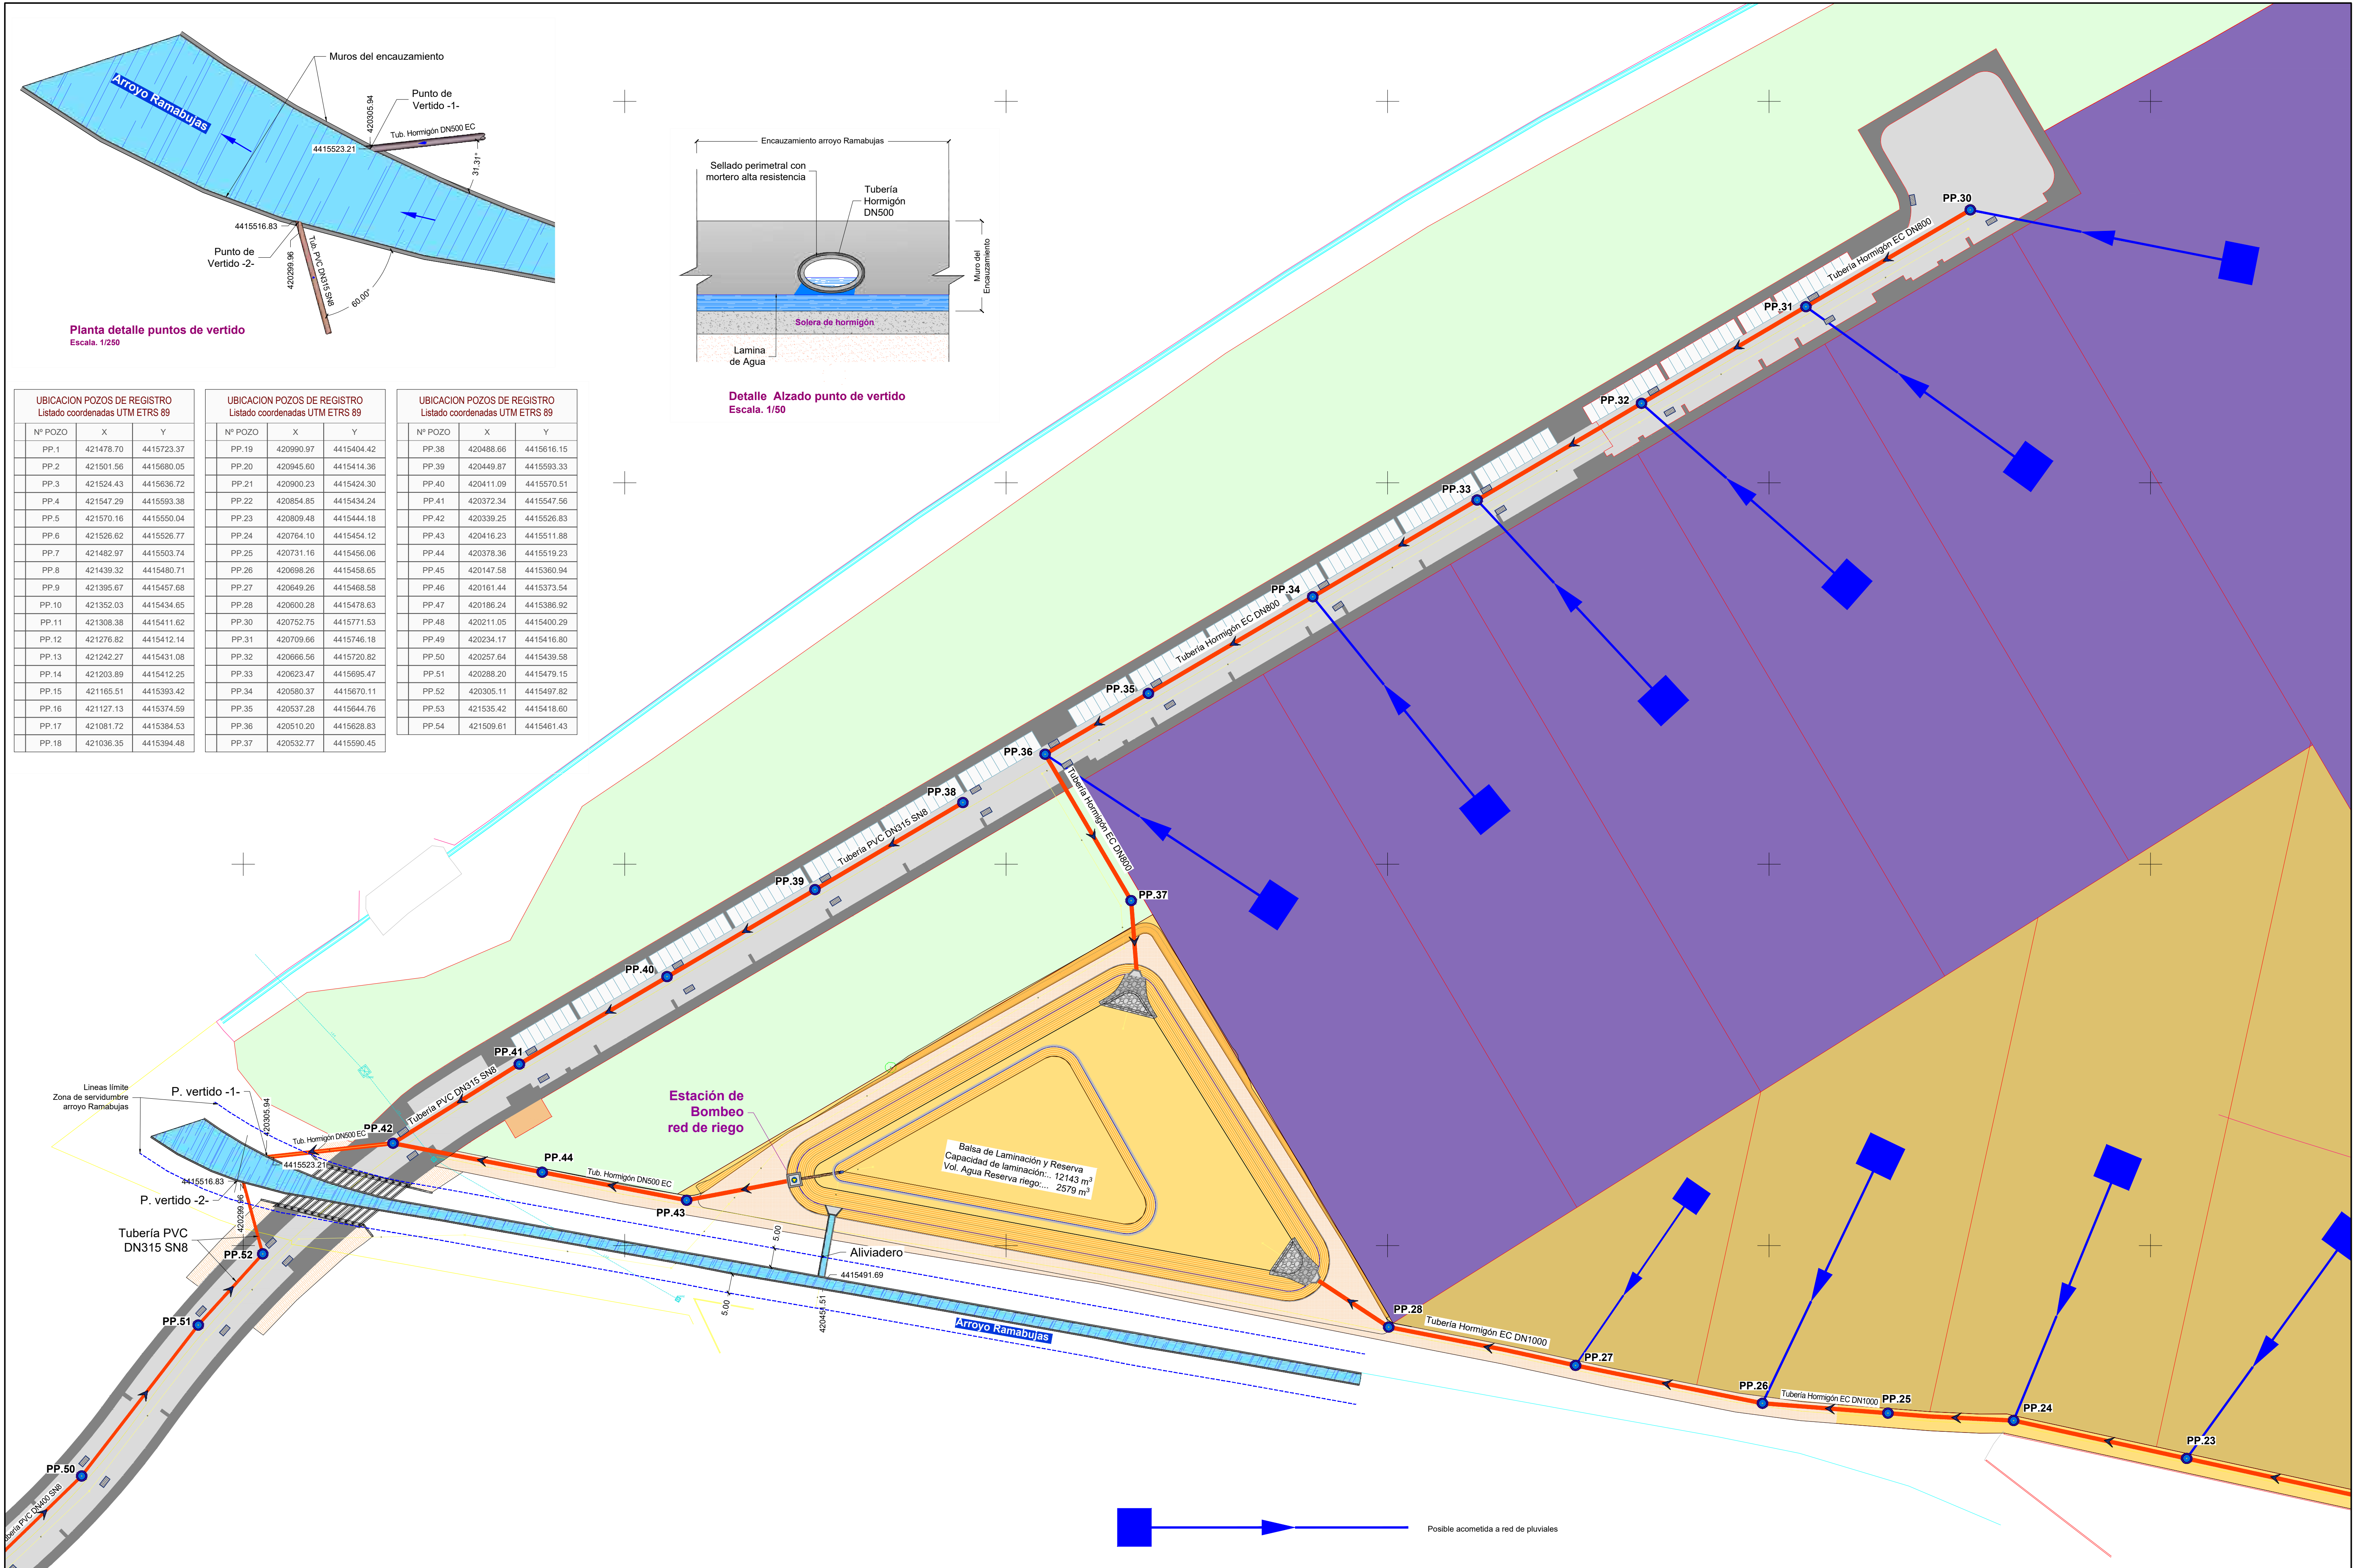 Muros del encauzamiento
Arroyo Ramabujas
Punto de
Vertido -1-
420305.94
Tub. Hormigón DN500 EC
4415523.21
31.31°
4415516.83
Punto de
Vertido -2-
420299.96
Tub. PVC DN315 SN8
60.00°
Planta detalle puntos de vertido
Escala. 1/250
Encauzamiento arroyo Ramabujas
Sellado perimetral con
mortero alta resistencia
Tubería
Hormigón
DN500
Muro del
Encauzamiento
Solera de hormigón
Lamina
de Agua
Detalle Alzado punto de vertido
Escala. 1/50
UBICACION POZOS DE REGISTRO
Listado coordenadas UTM ETRS 89
Nº POZO X Y
PP.1 421478.70 4415723.37
PP.2 421501.56 4415680.05
PP.3 421524.43 4415636.72
PP.4 421547.29 4415593.38
PP.5 421570.16 4415550.04
PP.6 421526.62 4415526.77
PP.7 421482.97 4415503.74
PP.8 421439.32 4415480.71
PP.9 421395.67 4415457.68
PP.10 421352.03 4415434.65
PP.11 421308.38 4415411.62
PP.12 421276.82 4415412.14
PP.13 421242.27 4415431.08
PP.14 421203.89 4415412.25
PP.15 421165.51 4415393.42
PP.16 421127.13 4415374.59
PP.17 421081.72 4415384.53
PP.18 421036.35 4415394.48
UBICACION POZOS DE REGISTRO
Listado coordenadas UTM ETRS 89
Nº POZO X Y
PP.19 420990.97 4415404.42
PP.20 420945.60 4415414.36
PP.21 420900.23 4415424.30
PP.22 420854.85 4415434.24
PP.23 420809.48 4415444.18
PP.24 420764.10 4415454.12
PP.25 420731.16 4415456.06
PP.26 420698.26 4415458.65
PP.27 420649.26 4415468.58
PP.28 420600.28 4415478.63
PP.30 420752.75 4415771.53
PP.31 420709.66 4415746.18
PP.32 420666.56 4415720.82
PP.33 420623.47 4415695.47
PP.34 420580.37 4415670.11
PP.35 420537.28 4415644.76
PP.36 420510.20 4415628.83
PP.37 420532.77 4415590.45
UBICACION POZOS DE REGISTRO
Listado coordenadas UTM ETRS 89
Nº POZO X Y
PP.38 420488.66 4415616.15
PP.39 420449.87 4415593.33
PP.40 420411.09 4415570.51
PP.41 420372.34 4415547.56
PP.42 420339.25 4415526.83
PP.43 420416.23 4415511.88
PP.44 420378.36 4415519.23
PP.45 420147.58 4415360.94
PP.46 420161.44 4415373.54
PP.47 420186.24 4415386.92
PP.48 420211.05 4415400.29
PP.49 420234.17 4415416.80
PP.50 420257.64 4415439.58
PP.51 420288.20 4415479.15
PP.52 420305.11 4415497.82
PP.53 421535.42 4415418.60
PP.54 421509.61 4415461.43
PP.30
Tubería Hormigón EC DN800
PP.31
PP.32
PP.33
PP.34
Tubería Hormigón EC DN800
PP.35
PP.36
Tubería Hormigón EC DN800
PP.38
Tubería PVC DN315 SN8
PP.39
PP.37
PP.40
PP.41
Tubería PVC DN315 SN8
PP.42
Lineas límite
Zona de servidumbre
arroyo Ramabujas
P. vertido -1-
420305.94
Tub. Hormigón DN500 EC
4415523.21
4415516.83
P. vertido -2-
420299.96
Tubería PVC
DN315 SN8
PP.52
PP.51
PP.50
Tubería PVC DN400 SN8
PP.44
Tub. Hormigón DN500 EC
PP.43
Estación de
Bombeo
red de riego
Balsa de Laminación y Reserva
Capacidad de laminación:.. 12143 m³
Vol. Agua Reserva riego:... 2579 m³
5.00
5.00
Aliviadero
4415491.69
420451.51
Arroyo Ramabujas
PP.28
Tubería Hormigón EC DN1000
PP.27
PP.26
Tubería Hormigón EC DN1000
PP.25
PP.24
PP.23
Posible acometida a red de pluviales